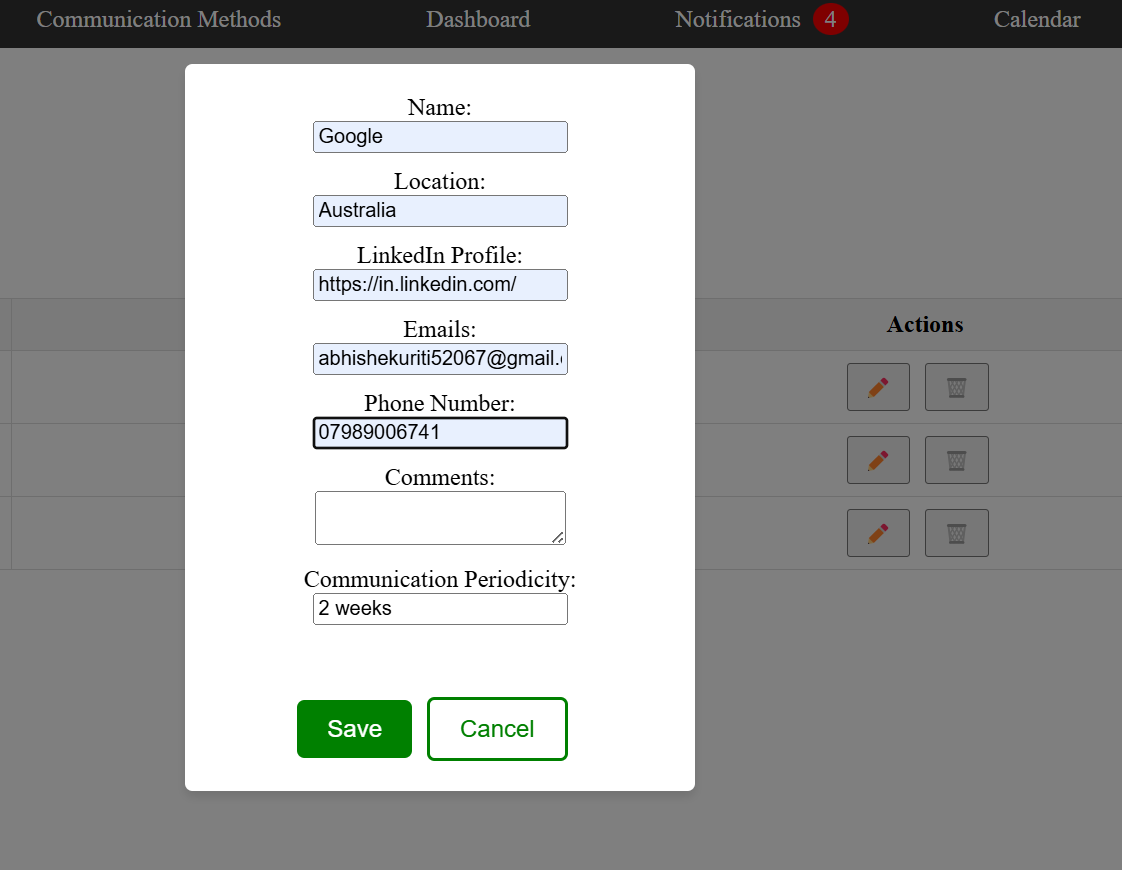 Communication Methods Dashboard Notifications 4 Calendar
Name:
Google
Location:
Australia
LinkedIn Profile:
https://in.linkedin.com/
Emails:
abhishekuriti52067@gmail.
Actions
Phone Number:
07989006741
Comments:
Communication Periodicity:
2 weeks
Save Cancel